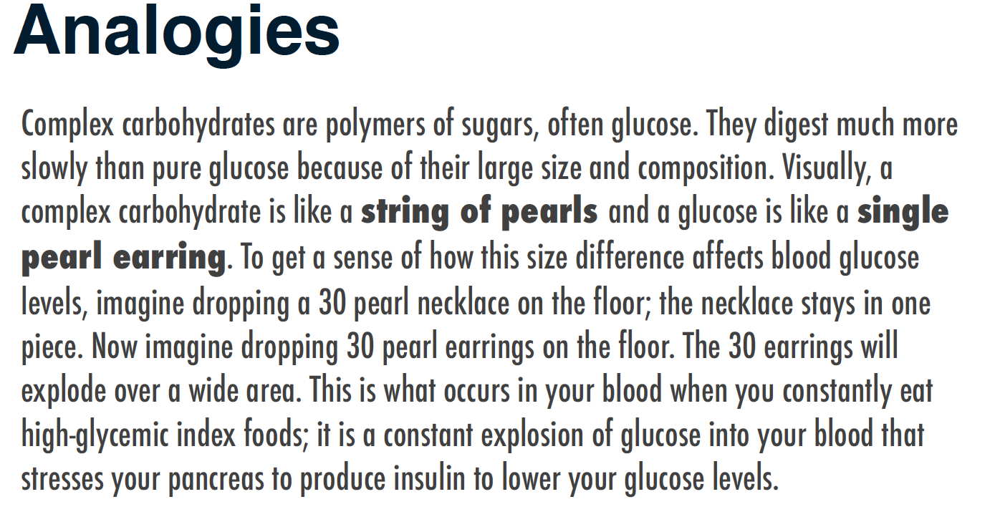 Analogies
Complex carbohydrates are polymers of sugars, often glucose. They digest much more
slowly than pure glucose because of their large size and composition. Visually, a
complex carbohydrate is like a string of pearls and a glucose is like a single
pearl earring. To get a sense of how this size difference affects blood glucose
levels, imagine dropping a 30 pearl necklace on the floor; the necklace stays in one
piece. Now imagine dropping 30 pearl earrings on the floor. The 30 earrings will
explode over a wide area. This is what occurs in your blood when you constantly eat
high-glycemic index foods; it is a constant explosion of glucose into your blood that
stresses your pancreas to produce insulin to lower your glucose levels.